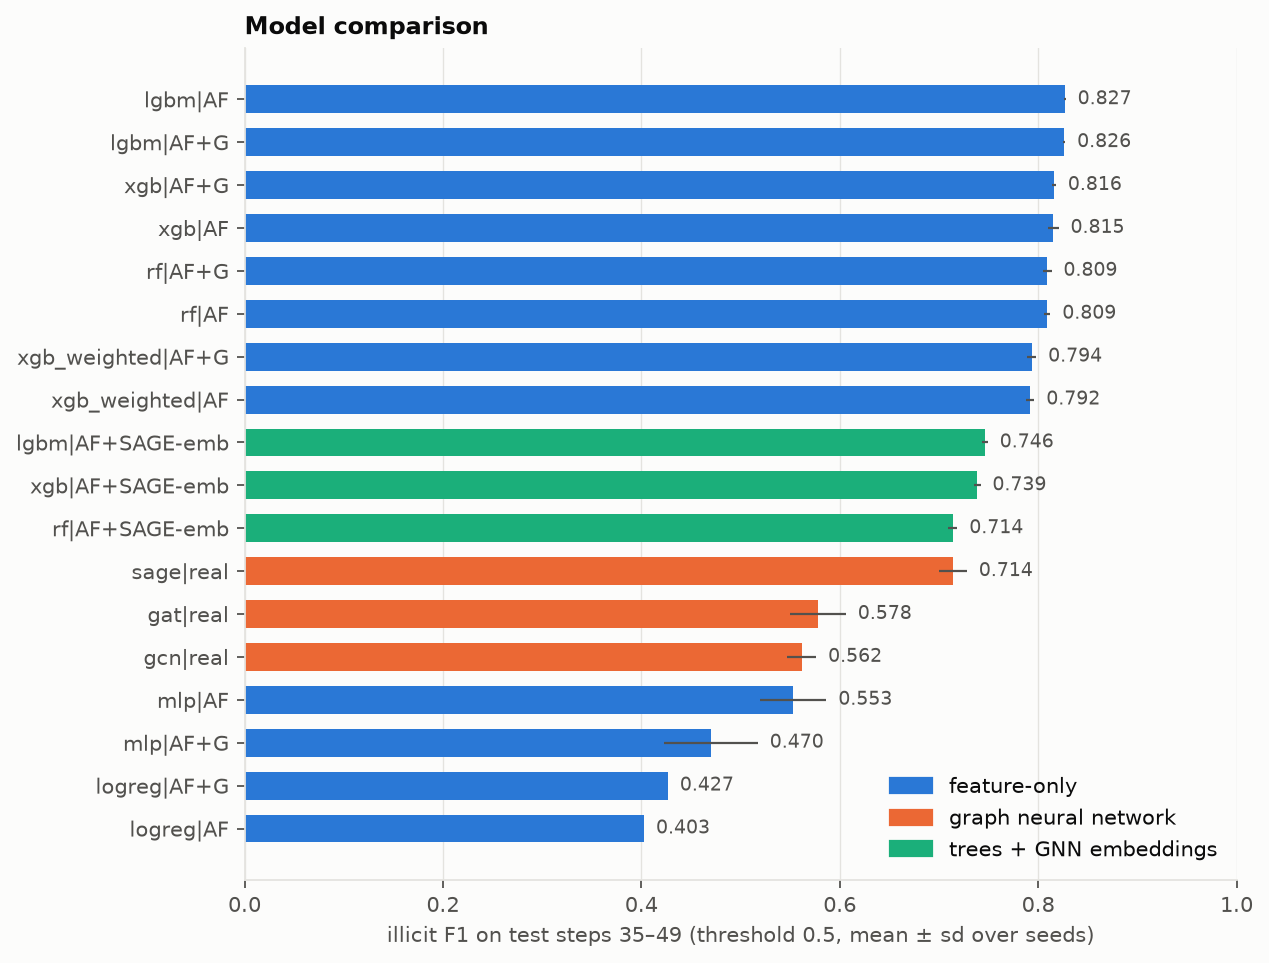 Model comparison
lgbm|AF 0.827
lgbm|AF+G 0.826
xgb|AF+G 0.816
xgb|AF 0.815
rf|AF+G 0.809
rf|AF 0.809
xgb_weighted|AF+G 0.794
xgb_weighted|AF 0.792
lgbm|AF+SAGE-emb 0.746
xgb|AF+SAGE-emb 0.739
rf|AF+SAGE-emb 0.714
sage|real 0.714
gat|real 0.578
gcn|real 0.562
mlp|AF 0.553
mlp|AF+G 0.470
logreg|AF+G 0.427
logreg|AF 0.403
feature-only
graph neural network
trees + GNN embeddings
0.0 0.2 0.4 0.6 0.8 1.0
illicit F1 on test steps 35–49 (threshold 0.5, mean ± sd over seeds)